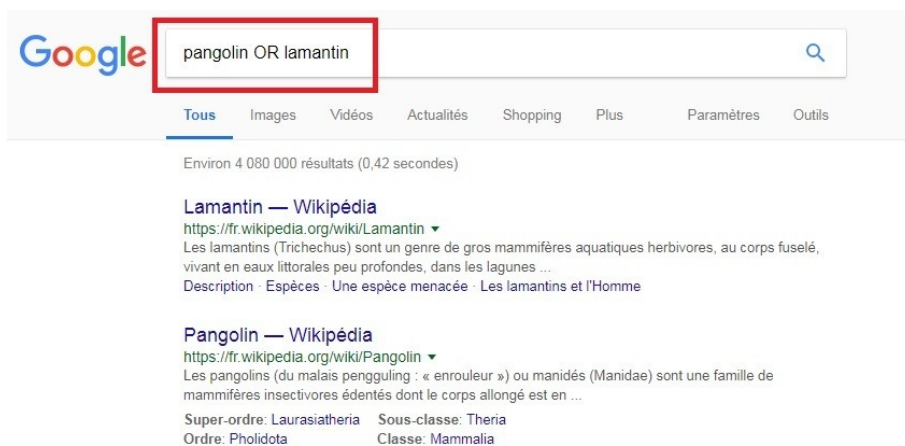 Google pangolin OR lamantin
Tous Images Vidéos Actualités Shopping Plus Paramètres Outils
Environ 4 080 000 résultats (0,42 secondes)
Lamantin — Wikipédia
https://fr.wikipedia.org/wiki/Lamantin
Les lamantins (Trichechus) sont un genre de gros mammifères aquatiques herbivores, au corps fuselé,
vivant en eaux littorales peu profondes, dans les lagunes ...
Description · Espèces · Une espèce menacée · Les lamantins et l'Homme
Pangolin — Wikipédia
https://fr.wikipedia.org/wiki/Pangolin
Les pangolins (du malais pengguling : « enrouleur ») ou manidés (Manidae) sont une famille de
mammifères insectivores édentés dont le corps allongé est en ...
Super-ordre: Laurasiatheria Sous-classe: Theria
Ordre: Pholidota Classe: Mammalia